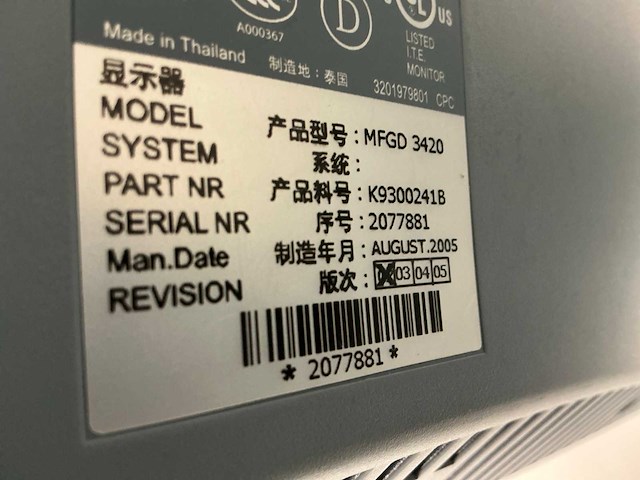 A000367
D
US
LISTED
I.T.E.
MONITOR
Made in Thailand
制造地：泰国
3201979801 CPC
显示器
MODEL 产品型号：MFGD 3420
SYSTEM 系统：
PART NR 产品料号：K9300241B
SERIAL NR 序号：2077881
Man.Date 制造年月：AUGUST.2005
REVISION 版次： 03 04 05
* 2077881 *